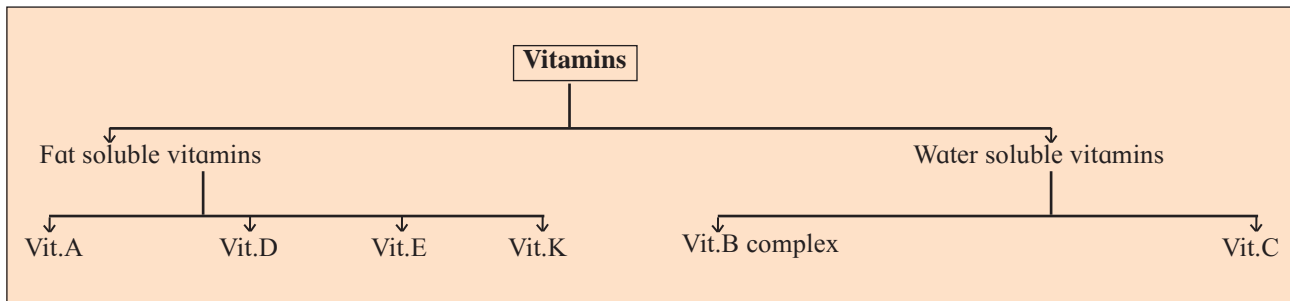 Vitamins
Fat soluble vitamins
Water soluble vitamins
Vit.A
Vit.D
Vit.E
Vit.K
Vit.B complex
Vit.C